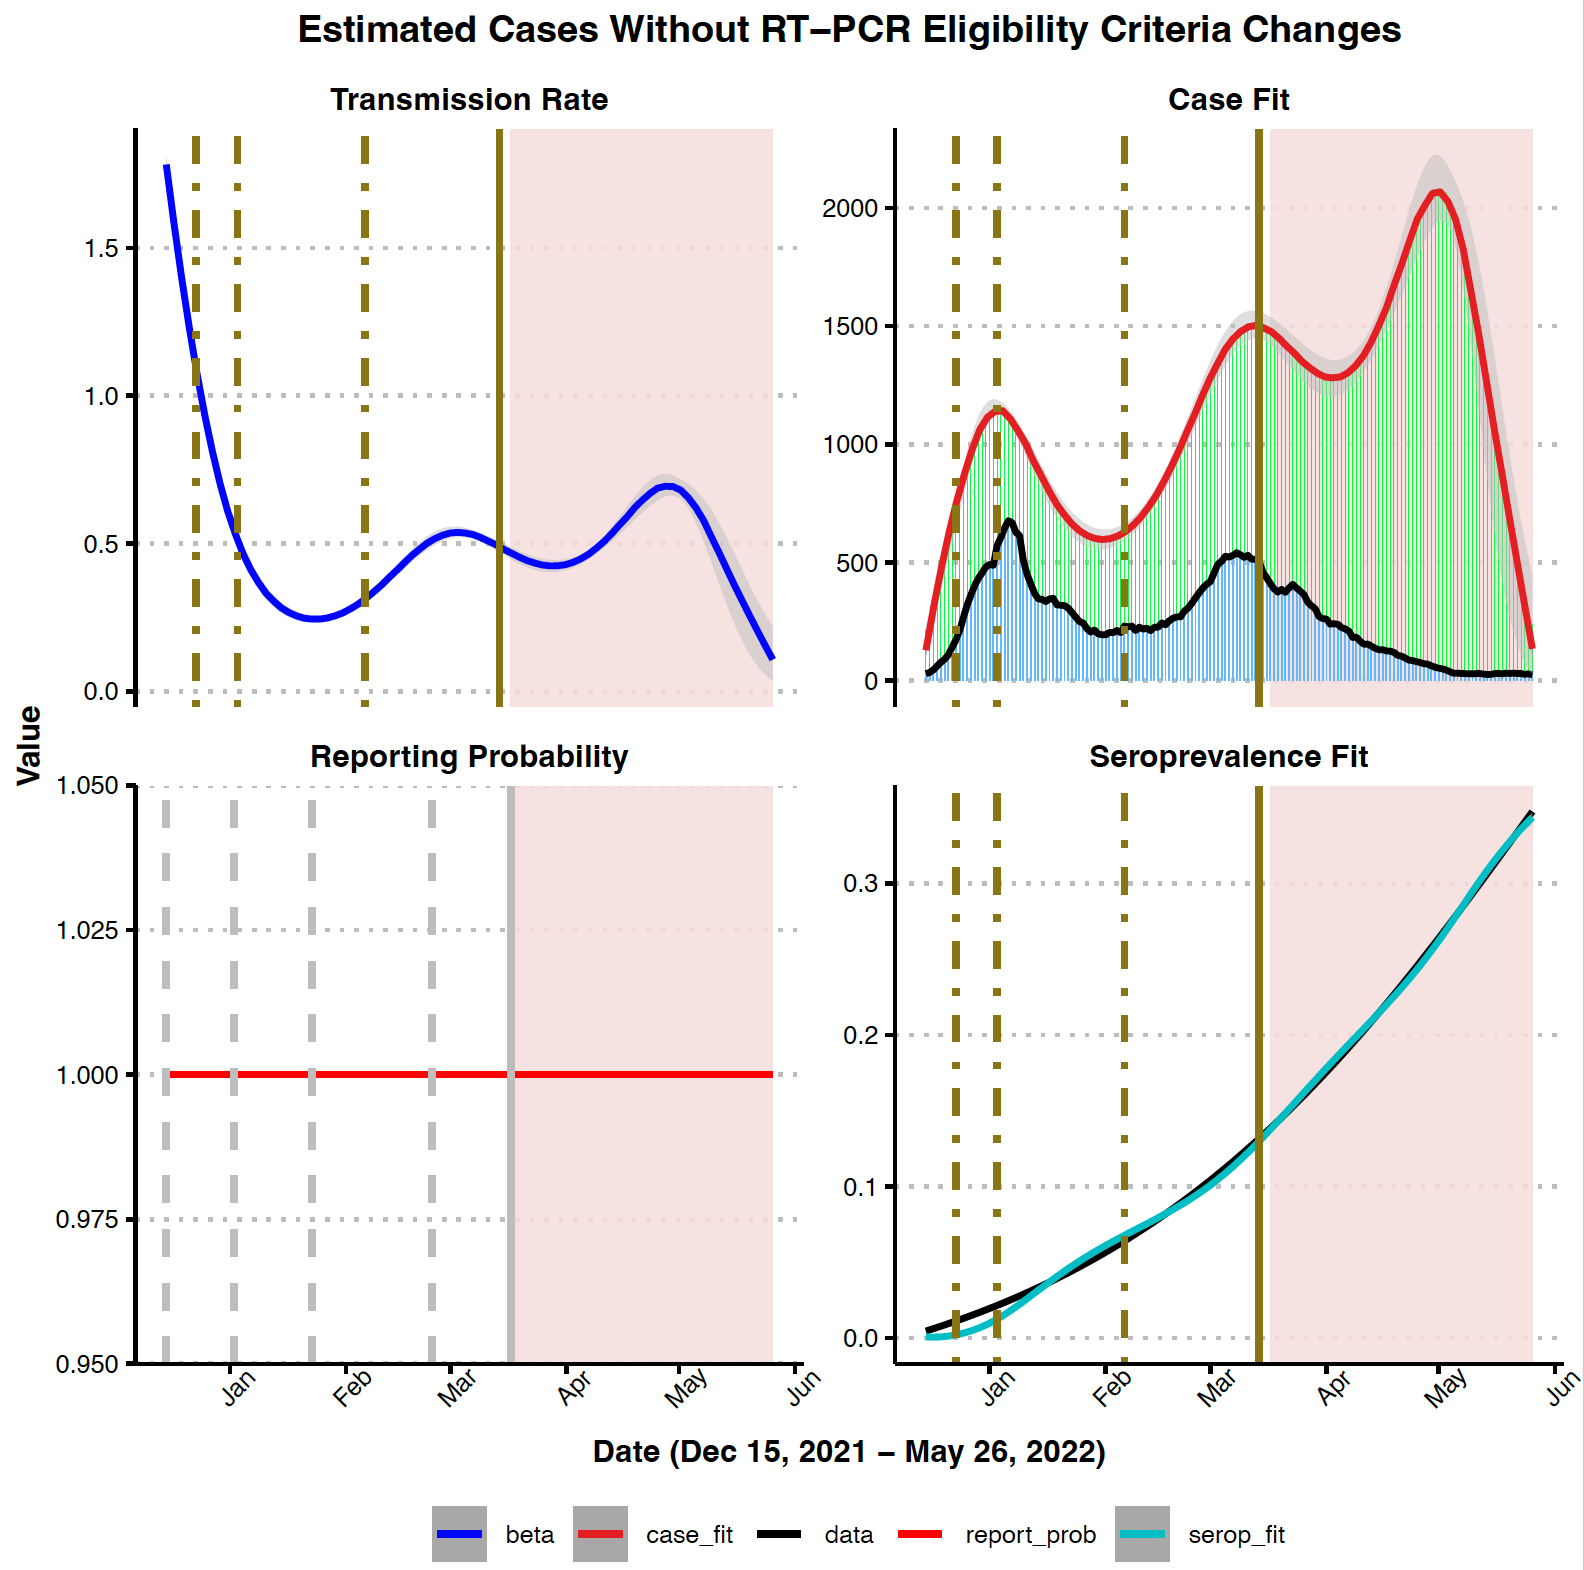 Estimated Cases Without RT−PCR Eligibility Criteria Changes
Transmission Rate
Case Fit
1.5
1.0
0.5
0.0
2000
1500
1000
500
0
Value
Reporting Probability
Seroprevalence Fit
1.050
1.025
1.000
0.975
0.950
0.3
0.2
0.1
0.0
Jan Feb Mar Apr May Jun
Jan Feb Mar Apr May Jun
Date (Dec 15, 2021 − May 26, 2022)
beta case_fit data report_prob serop_fit